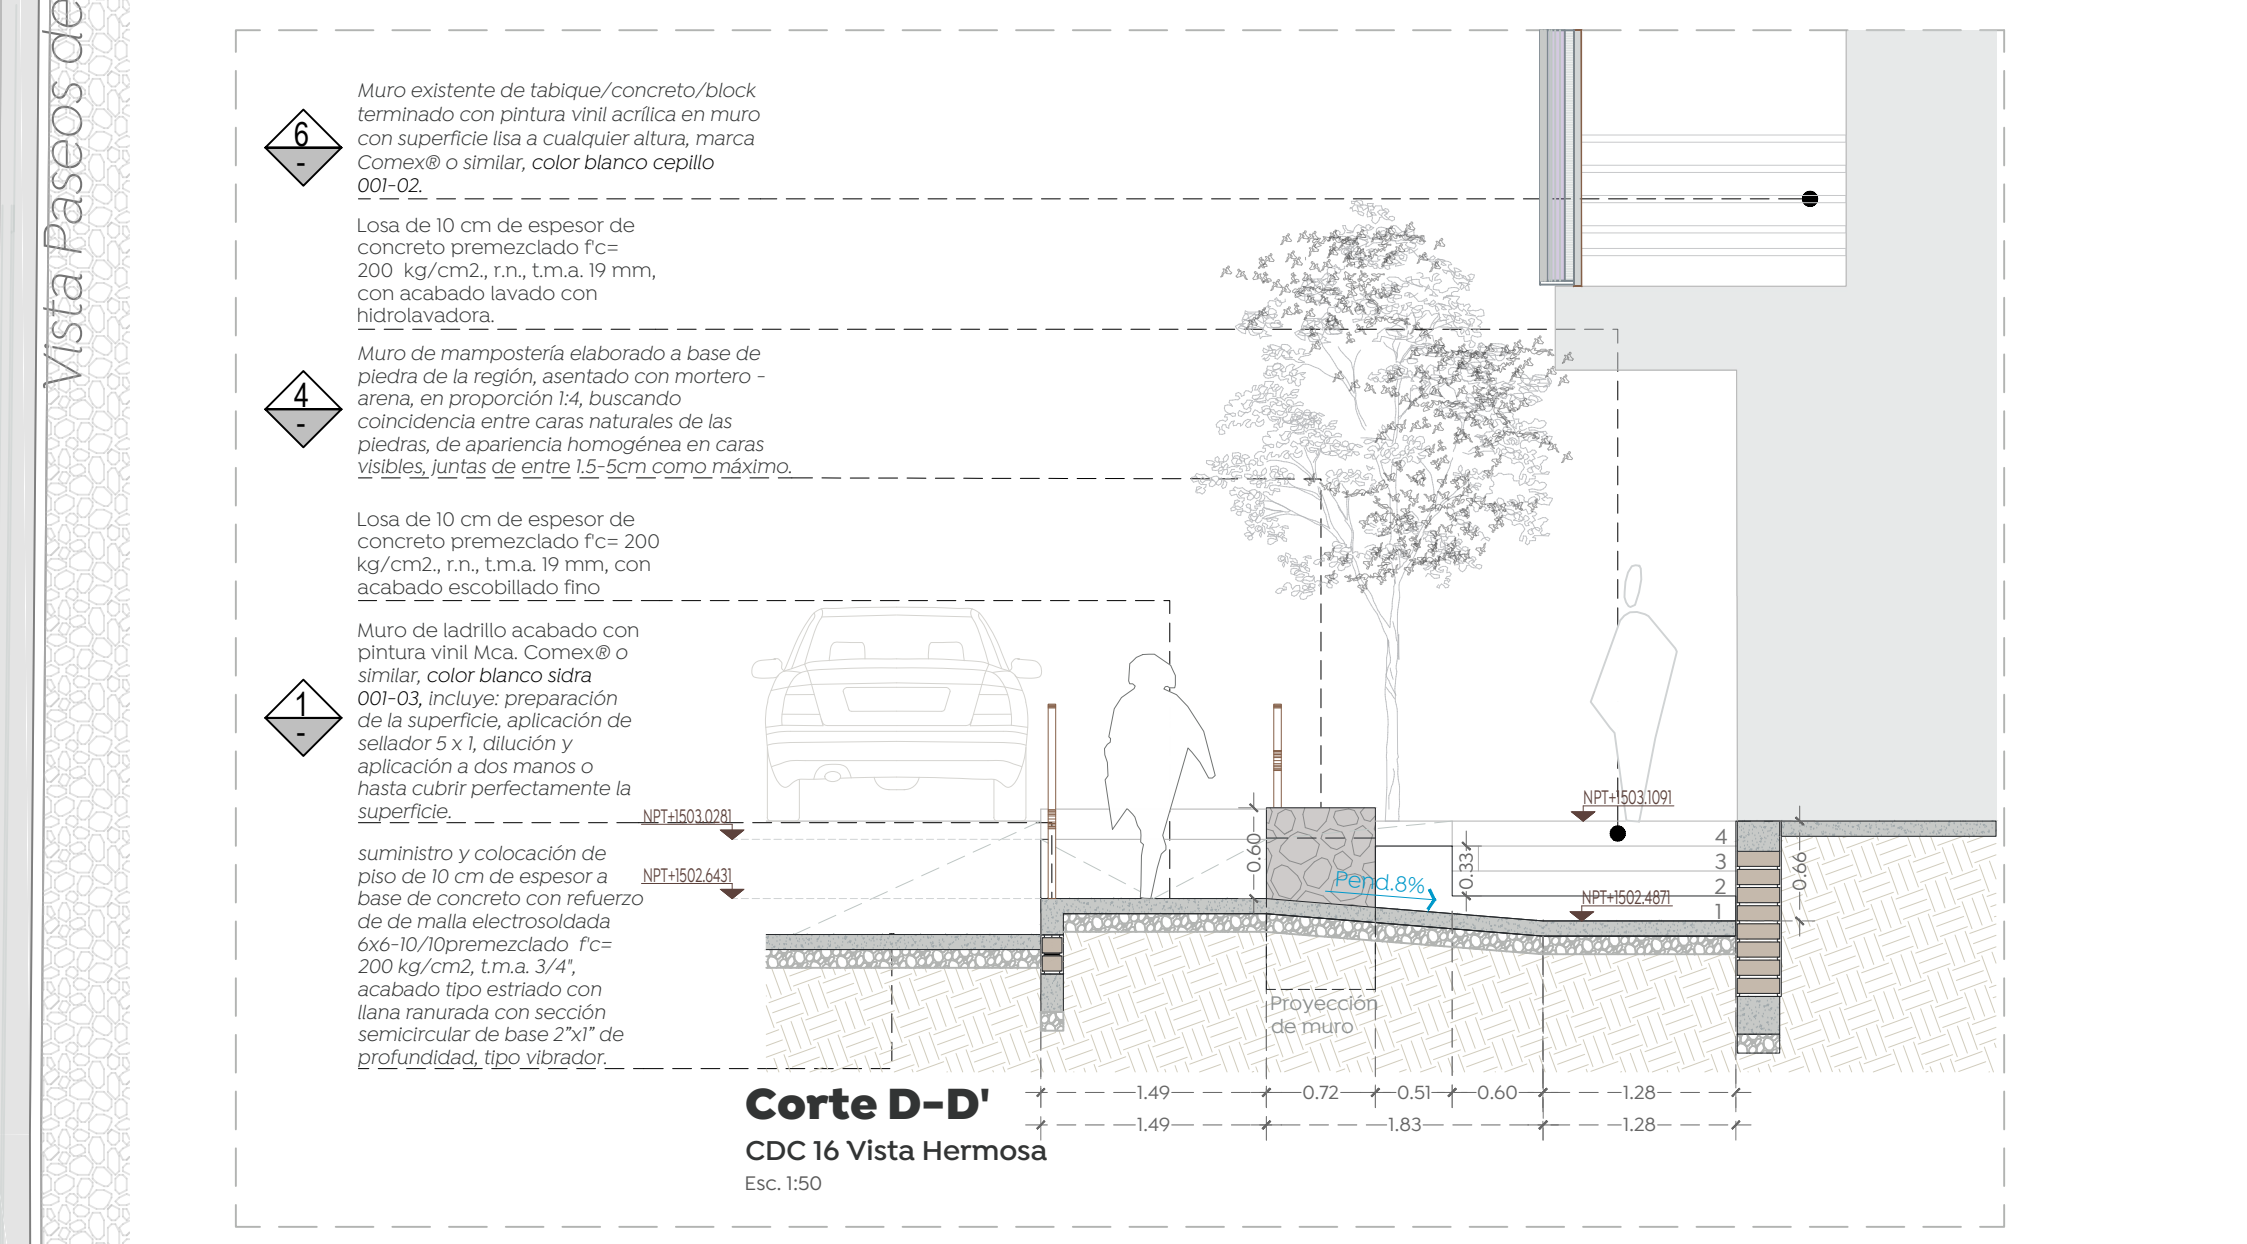 Vista Paseos de
6
-
Muro existente de tabique/concreto/block
terminado con pintura vinil acrílica en muro
con superficie lisa a cualquier altura, marca
Comex® o similar, color blanco cepillo
001-02.
Losa de 10 cm de espesor de
concreto premezclado f'c=
200 kg/cm2., r.n., t.m.a. 19 mm,
con acabado lavado con
hidrolavadora.
4
-
Muro de mampostería elaborado a base de
piedra de la región, asentado con mortero -
arena, en proporción 1:4, buscando
coincidencia entre caras naturales de las
piedras, de apariencia homogénea en caras
visibles, juntas de entre 1.5-5cm como máximo.
Losa de 10 cm de espesor de
concreto premezclado f'c= 200
kg/cm2., r.n., t.m.a. 19 mm, con
acabado escobillado fino
1
-
Muro de ladrillo acabado con
pintura vinil Mca. Comex® o
similar, color blanco sidra
001-03, incluye: preparación
de la superficie, aplicación de
sellador 5 x 1, dilución y
aplicación a dos manos o
hasta cubrir perfectamente la
superficie.
suministro y colocación de
piso de 10 cm de espesor a
base de concreto con refuerzo
de de malla electrosoldada
6x6-10/10premezclado f'c=
200 kg/cm2, t.m.a. 3/4",
acabado tipo estriado con
llana ranurada con sección
semicircular de base 2”x1” de
profundidad, tipo vibrador.
NPT+1503.0281
NPT+1502.6431
0.60
Pend.8%
0.33
NPT+1503.1091
NPT+1502.4871
4
3
2
1
0.66
Proyección
de muro
1.49
0.72
0.51
0.60
1.28
1.49
1.83
1.28
Corte D-D'
CDC 16 Vista Hermosa
Esc. 1:50